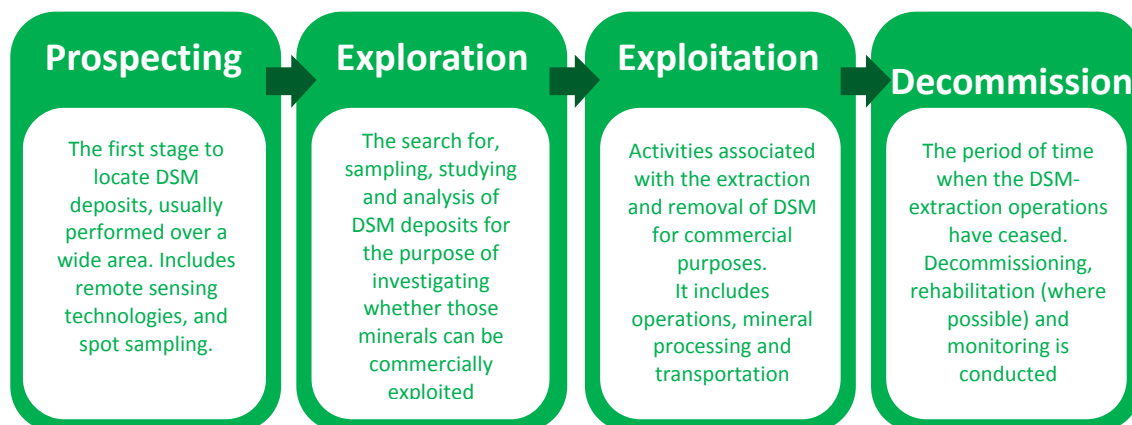 Prospecting
The first stage to
locate DSM
deposits, usually
performed over a
wide area. Includes
remote sensing
technologies, and
spot sampling.
Exploration
The search for,
sampling, studying
and analysis of
DSM deposits for
the purpose of
investigating
whether those
minerals can be
commercially
exploited
Exploitation
Activities associated
with the extraction
and removal of DSM
for commercial
purposes.
It includes
operations, mineral
processing and
transportation
Decommission
The period of time
when the DSM-
extraction operations
have ceased.
Decommissioning,
rehabilitation (where
possible) and
monitoring is
conducted